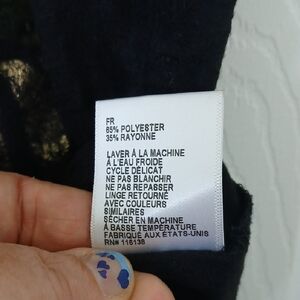 FR
65% POLYESTER
35% RAYONNE
LAVER À LA MACHINE
À L'EAU FROIDE
CYCLE DÉLICAT
NE PAS BLANCHIR
NE PAS REPASSER
LINGE RETOURNÉ
AVEC COULEURS
SIMILAIRES
SÉCHER EN MACHINE
À BASSE TEMPÉRATURE
FABRIQUÉ AUX ÉTATS-UNIS
RN# 116138